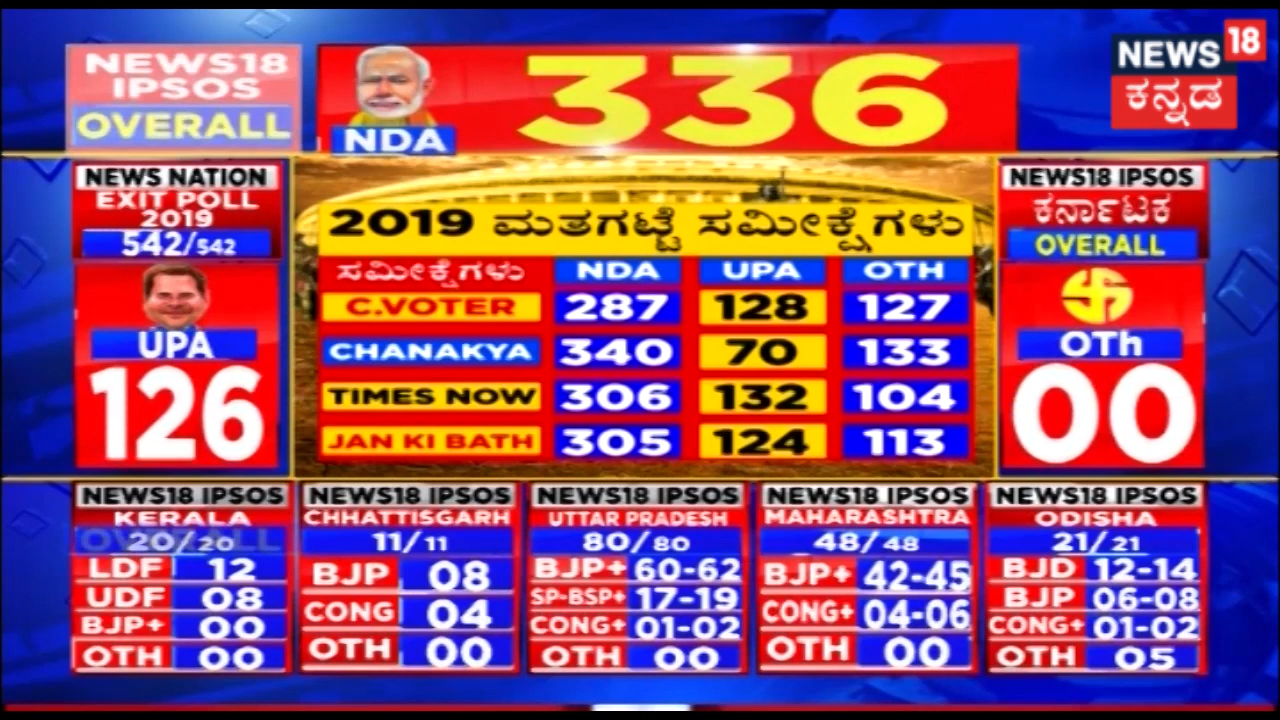 NEWS18
IPSOS
OVERALL
NDA
336
NEWS 18
ಕನ್ನಡ
NEWS NATION
EXIT POLL
2019
542/542
UPA
126
2019 ಮತಗಟ್ಟೆ ಸಮೀಕ್ಷೆಗಳು
ಸಮೀಕ್ಷೆಗಳು NDA UPA OTH
C.VOTER 287 128 127
CHANAKYA 340 70 133
TIMES NOW 306 132 104
JAN KI BATH 305 124 113
NEWS18 IPSOS
ಕರ್ನಾಟಕ
OVERALL
OTh
00
NEWS18 IPSOS
KERALA
20/20
LDF 12
UDF 08
BJP+ 00
OTH 00
NEWS18 IPSOS
CHHATTISGARH
11/11
BJP 08
CONG 04
OTH 00
NEWS18 IPSOS
UTTAR PRADESH
80/80
BJP+ 60-62
SP-BSP+ 17-19
CONG+ 01-02
OTH 00
NEWS18 IPSOS
MAHARASHTRA
48/48
BJP+ 42-45
CONG+ 04-06
OTH 00
NEWS18 IPSOS
ODISHA
21/21
BJD 12-14
BJP 06-08
CONG+ 01-02
OTH 05